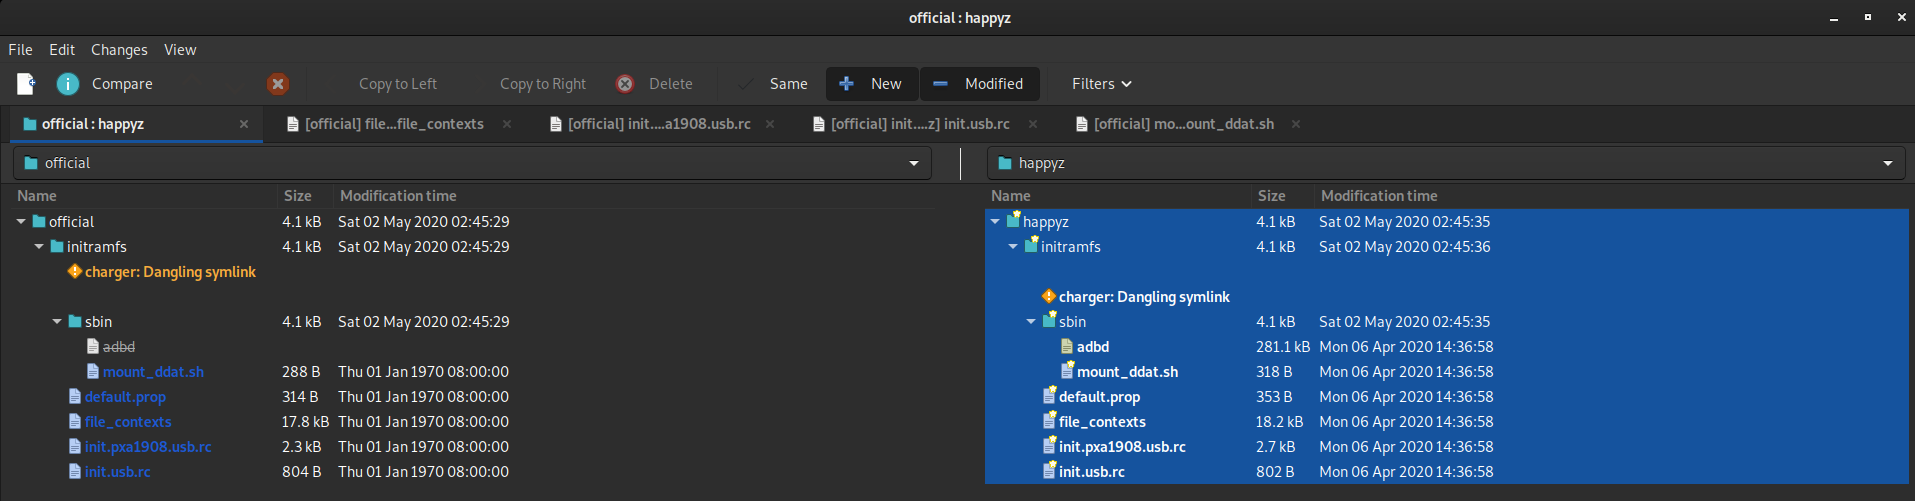 official : happyz
File Edit Changes View
Compare Copy to Left Copy to Right Delete Same New Modified Filters
official : happyz [official] file...file_contexts [official] init....a1908.usb.rc [official] init....z] init.usb.rc [official] mo...ount_ddat.sh
official happyz
Name Size Modification time Name Size Modification time
official 4.1 kB Sat 02 May 2020 02:45:29 happyz 4.1 kB Sat 02 May 2020 02:45:35
initramfs 4.1 kB Sat 02 May 2020 02:45:29 initramfs 4.1 kB Sat 02 May 2020 02:45:36
charger: Dangling symlink
charger: Dangling symlink
sbin 4.1 kB Sat 02 May 2020 02:45:29 sbin 4.1 kB Sat 02 May 2020 02:45:35
adbd adbd 281.1 kB Mon 06 Apr 2020 14:36:58
mount_ddat.sh 288 B Thu 01 Jan 1970 08:00:00 mount_ddat.sh 318 B Mon 06 Apr 2020 14:36:58
default.prop 314 B Thu 01 Jan 1970 08:00:00 default.prop 353 B Mon 06 Apr 2020 14:36:58
file_contexts 17.8 kB Thu 01 Jan 1970 08:00:00 file_contexts 18.2 kB Mon 06 Apr 2020 14:36:58
init.pxa1908.usb.rc 2.3 kB Thu 01 Jan 1970 08:00:00 init.pxa1908.usb.rc 2.7 kB Mon 06 Apr 2020 14:36:58
init.usb.rc 804 B Thu 01 Jan 1970 08:00:00 init.usb.rc 802 B Mon 06 Apr 2020 14:36:58